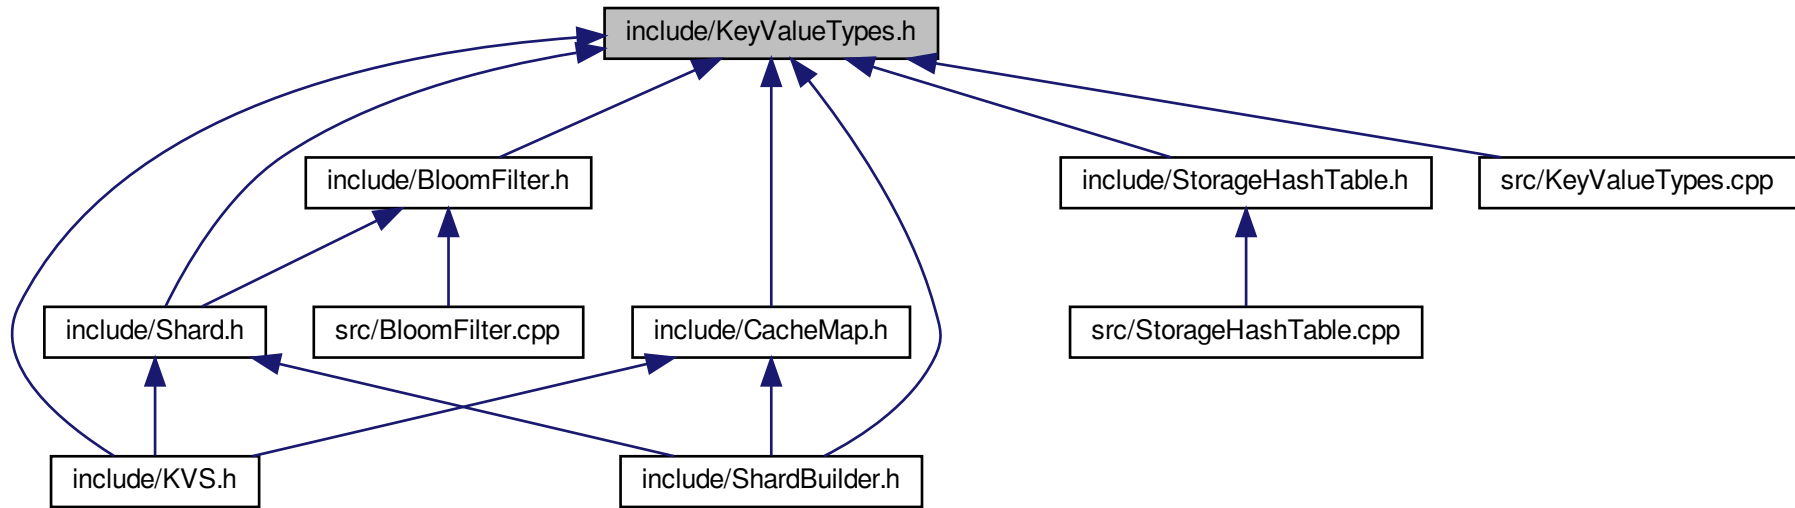 include/KeyValueTypes.h
include/BloomFilter.h
include/StorageHashTable.h
src/KeyValueTypes.cpp
include/Shard.h
src/BloomFilter.cpp
include/CacheMap.h
src/StorageHashTable.cpp
include/KVS.h
include/ShardBuilder.h